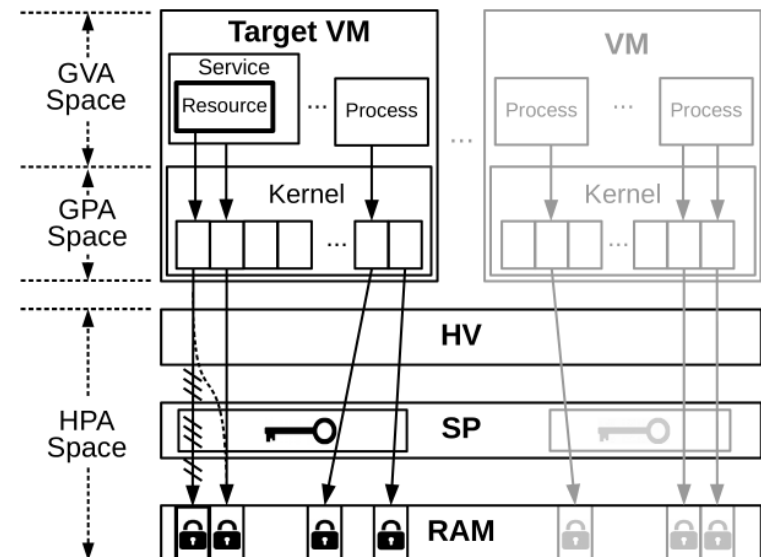 Target VM
VM
GVA
Space
Service
Resource
...
Process
...
Process
...
Process
GPA
Space
Kernel
...
Kernel
...
HPA
Space
HV
SP
RAM